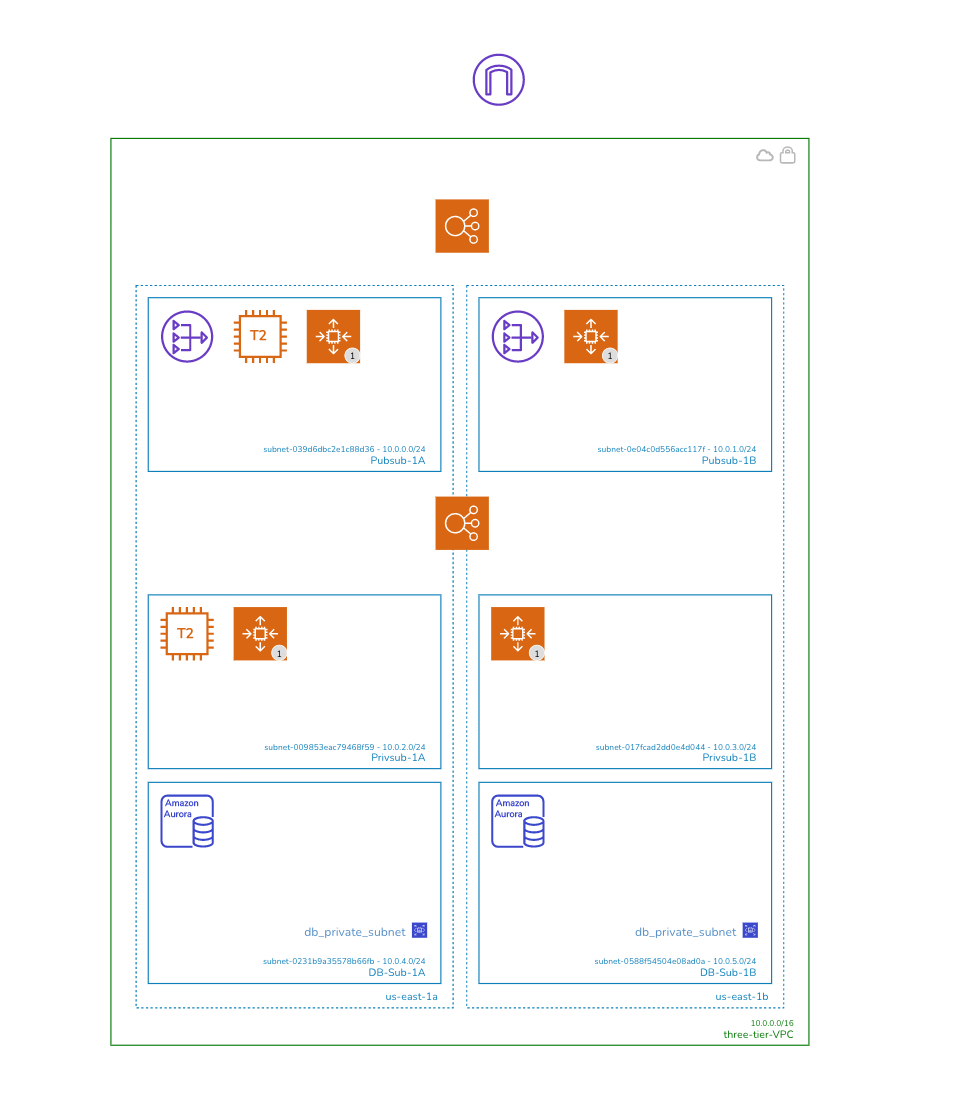 T2
1
1
subnet-039d6dbc2e1c88d36 - 10.0.0.0/24
Pubsub-1A
subnet-0e04c0d556acc117f - 10.0.1.0/24
Pubsub-1B
T2
1
1
subnet-009853eac79468f59 - 10.0.2.0/24
Privsub-1A
subnet-017fcad2dd0e4d044 - 10.0.3.0/24
Privsub-1B
Amazon
Aurora
Amazon
Aurora
db_private_subnet
db_private_subnet
subnet-0231b9a35578b66fb - 10.0.4.0/24
DB-Sub-1A
subnet-0588f54504e08ad0a - 10.0.5.0/24
DB-Sub-1B
us-east-1a
us-east-1b
10.0.0.0/16
three-tier-VPC